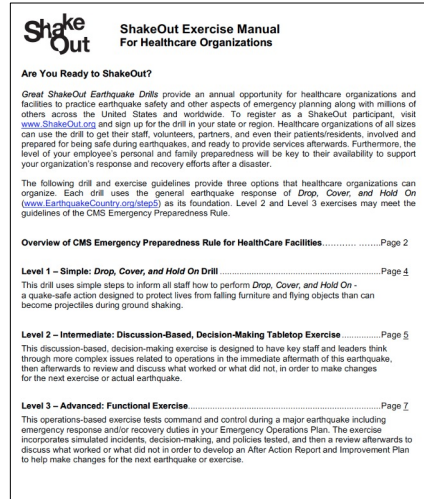 Shake
Out
ShakeOut Exercise Manual
For Healthcare Organizations
Are You Ready to ShakeOut?
Great ShakeOut Earthquake Drills provide an annual opportunity for healthcare organizations and
facilities to practice earthquake safety and other aspects of emergency planning along with millions of
others across the United States and worldwide. To register as a ShakeOut participant, visit
www.ShakeOut.org and sign up for the drill in your state or region. Healthcare organizations of all sizes
can use the drill to get their staff, volunteers, partners, and even their patients/residents, involved and
prepared for being safe during earthquakes, and ready to provide services afterwards. Furthermore, the
level of your employee's personal and family preparedness will be key to their availability to support
your organization's response and recovery efforts after a disaster.
The following drill and exercise guidelines provide three options that healthcare organizations can
organize. Each drill uses the general earthquake response of Drop, Cover, and Hold On
(www.EarthquakeCountry.org/step5) as its foundation. Level 2 and Level 3 exercises may meet the
guidelines of the CMS Emergency Preparedness Rule.
Overview of CMS Emergency Preparedness Rule for HealthCare Facilities………… ……..Page 2
Level 1 – Simple: Drop, Cover, and Hold On Drill ................................................Page 4
This drill uses simple steps to inform all staff how to perform Drop, Cover, and Hold On -
a quake-safe action designed to protect lives from falling furniture and flying objects than can
become projectiles during ground shaking.
Level 2 – Intermediate: Discussion-Based, Decision-Making Tabletop Exercise ..............Page 5
This discussion-based, decision-making exercise is designed to have key staff and leaders think
through more complex issues related to operations in the immediate aftermath of this earthquake,
then afterwards to review and discuss what worked or what did not, in order to make changes
for the next exercise or actual earthquake.
Level 3 – Advanced: Functional Exercise..........................................................Page 7
This operations-based exercise tests command and control during a major earthquake including
emergency response and/or recovery duties in your Emergency Operations Plan. The exercise
incorporates simulated incidents, decision-making, and policies tested, and then a review afterwards to
discuss what worked or what did not in order to develop an After Action Report and Improvement Plan
to help make changes for the next earthquake or exercise.